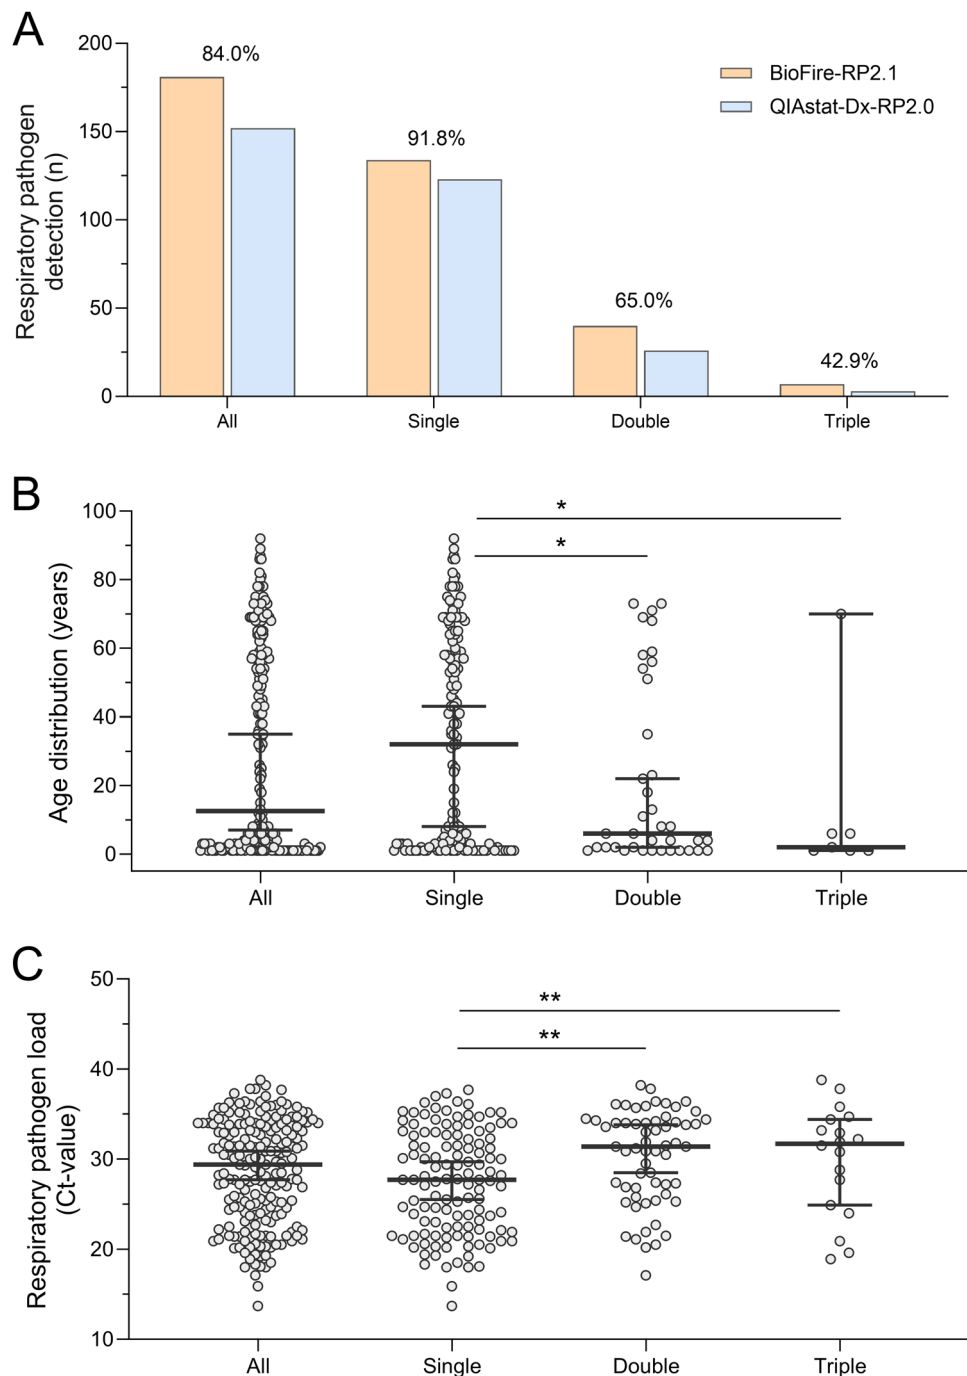 A
200
150
100
50
0
Respiratory pathogen
detection (n)
84.0%
91.8%
65.0%
42.9%
BioFire-RP2.1
QIAstat-Dx-RP2.0
All Single Double Triple
B
100
80
60
40
20
0
Age distribution (years)
*
*
All Single Double Triple
C
50
40
30
20
10
Respiratory pathogen load
(Ct-value)
**
**
All Single Double Triple